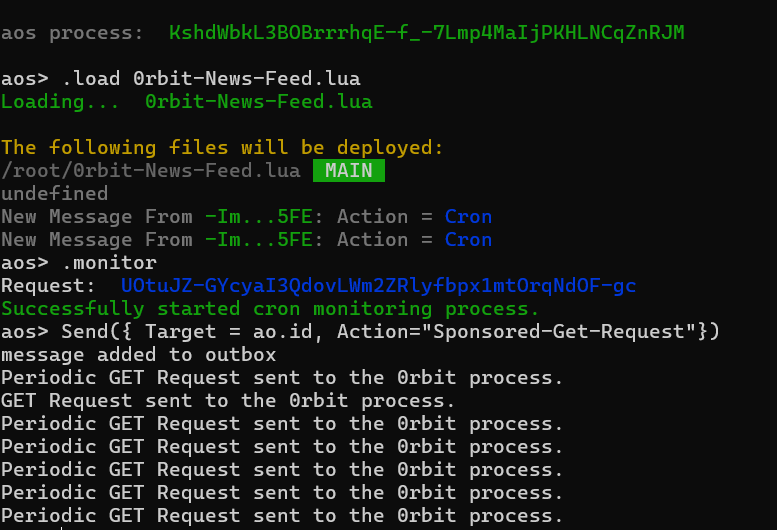 aos process:  KshdWbkL3BOBrrrhqE-f_-7Lmp4MaIjPKHLNCqZnRJM
aos> .load 0rbit-News-Feed.lua
Loading...  0rbit-News-Feed.lua
The following files will be deployed:
/root/0rbit-News-Feed.lua  MAIN
undefined
New Message From -Im...5FE: Action = Cron
New Message From -Im...5FE: Action = Cron
aos> .monitor
Request:  UOtuJZ-GYcyaI3QdovLWm2ZRlyfbpx1mtOrqNdOF-gc
Successfully started cron monitoring process.
aos> Send({ Target = ao.id, Action="Sponsored-Get-Request"})
message added to outbox
Periodic GET Request sent to the 0rbit process.
GET Request sent to the 0rbit process.
Periodic GET Request sent to the 0rbit process.
Periodic GET Request sent to the 0rbit process.
Periodic GET Request sent to the 0rbit process.
Periodic GET Request sent to the 0rbit process.
Periodic GET Request sent to the 0rbit process.